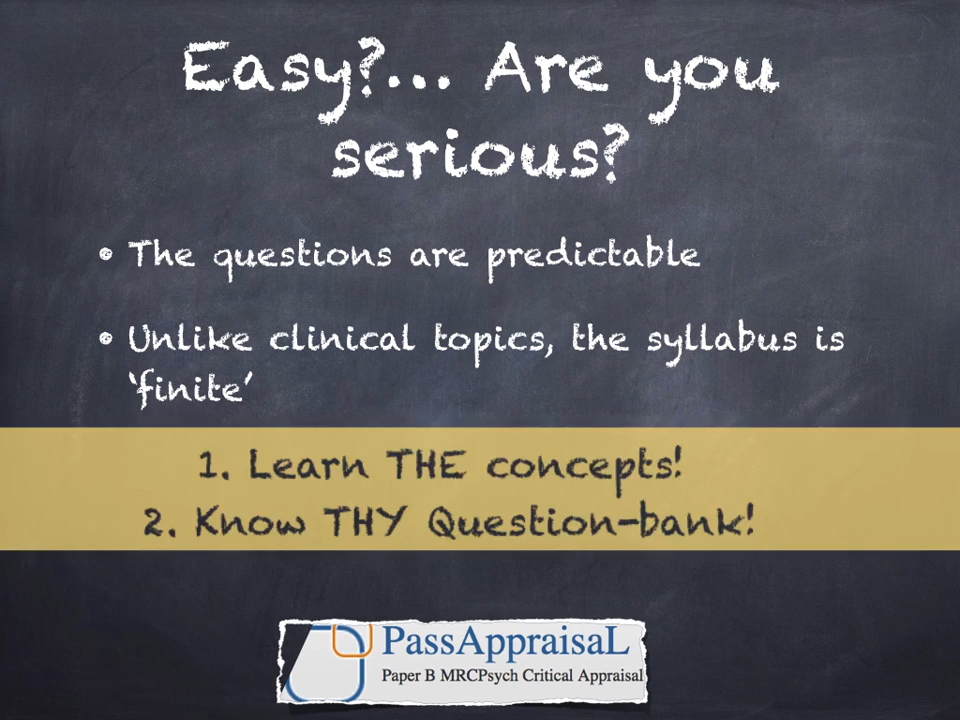 Easy?... Are you
serious?
• The questions are predictable
• Unlike clinical topics, the syllabus is
‘finite’
1. Learn THE concepts!
2. Know THY Question-bank!
PassAppraisaL
Paper B MRCPsych Critical Appraisal